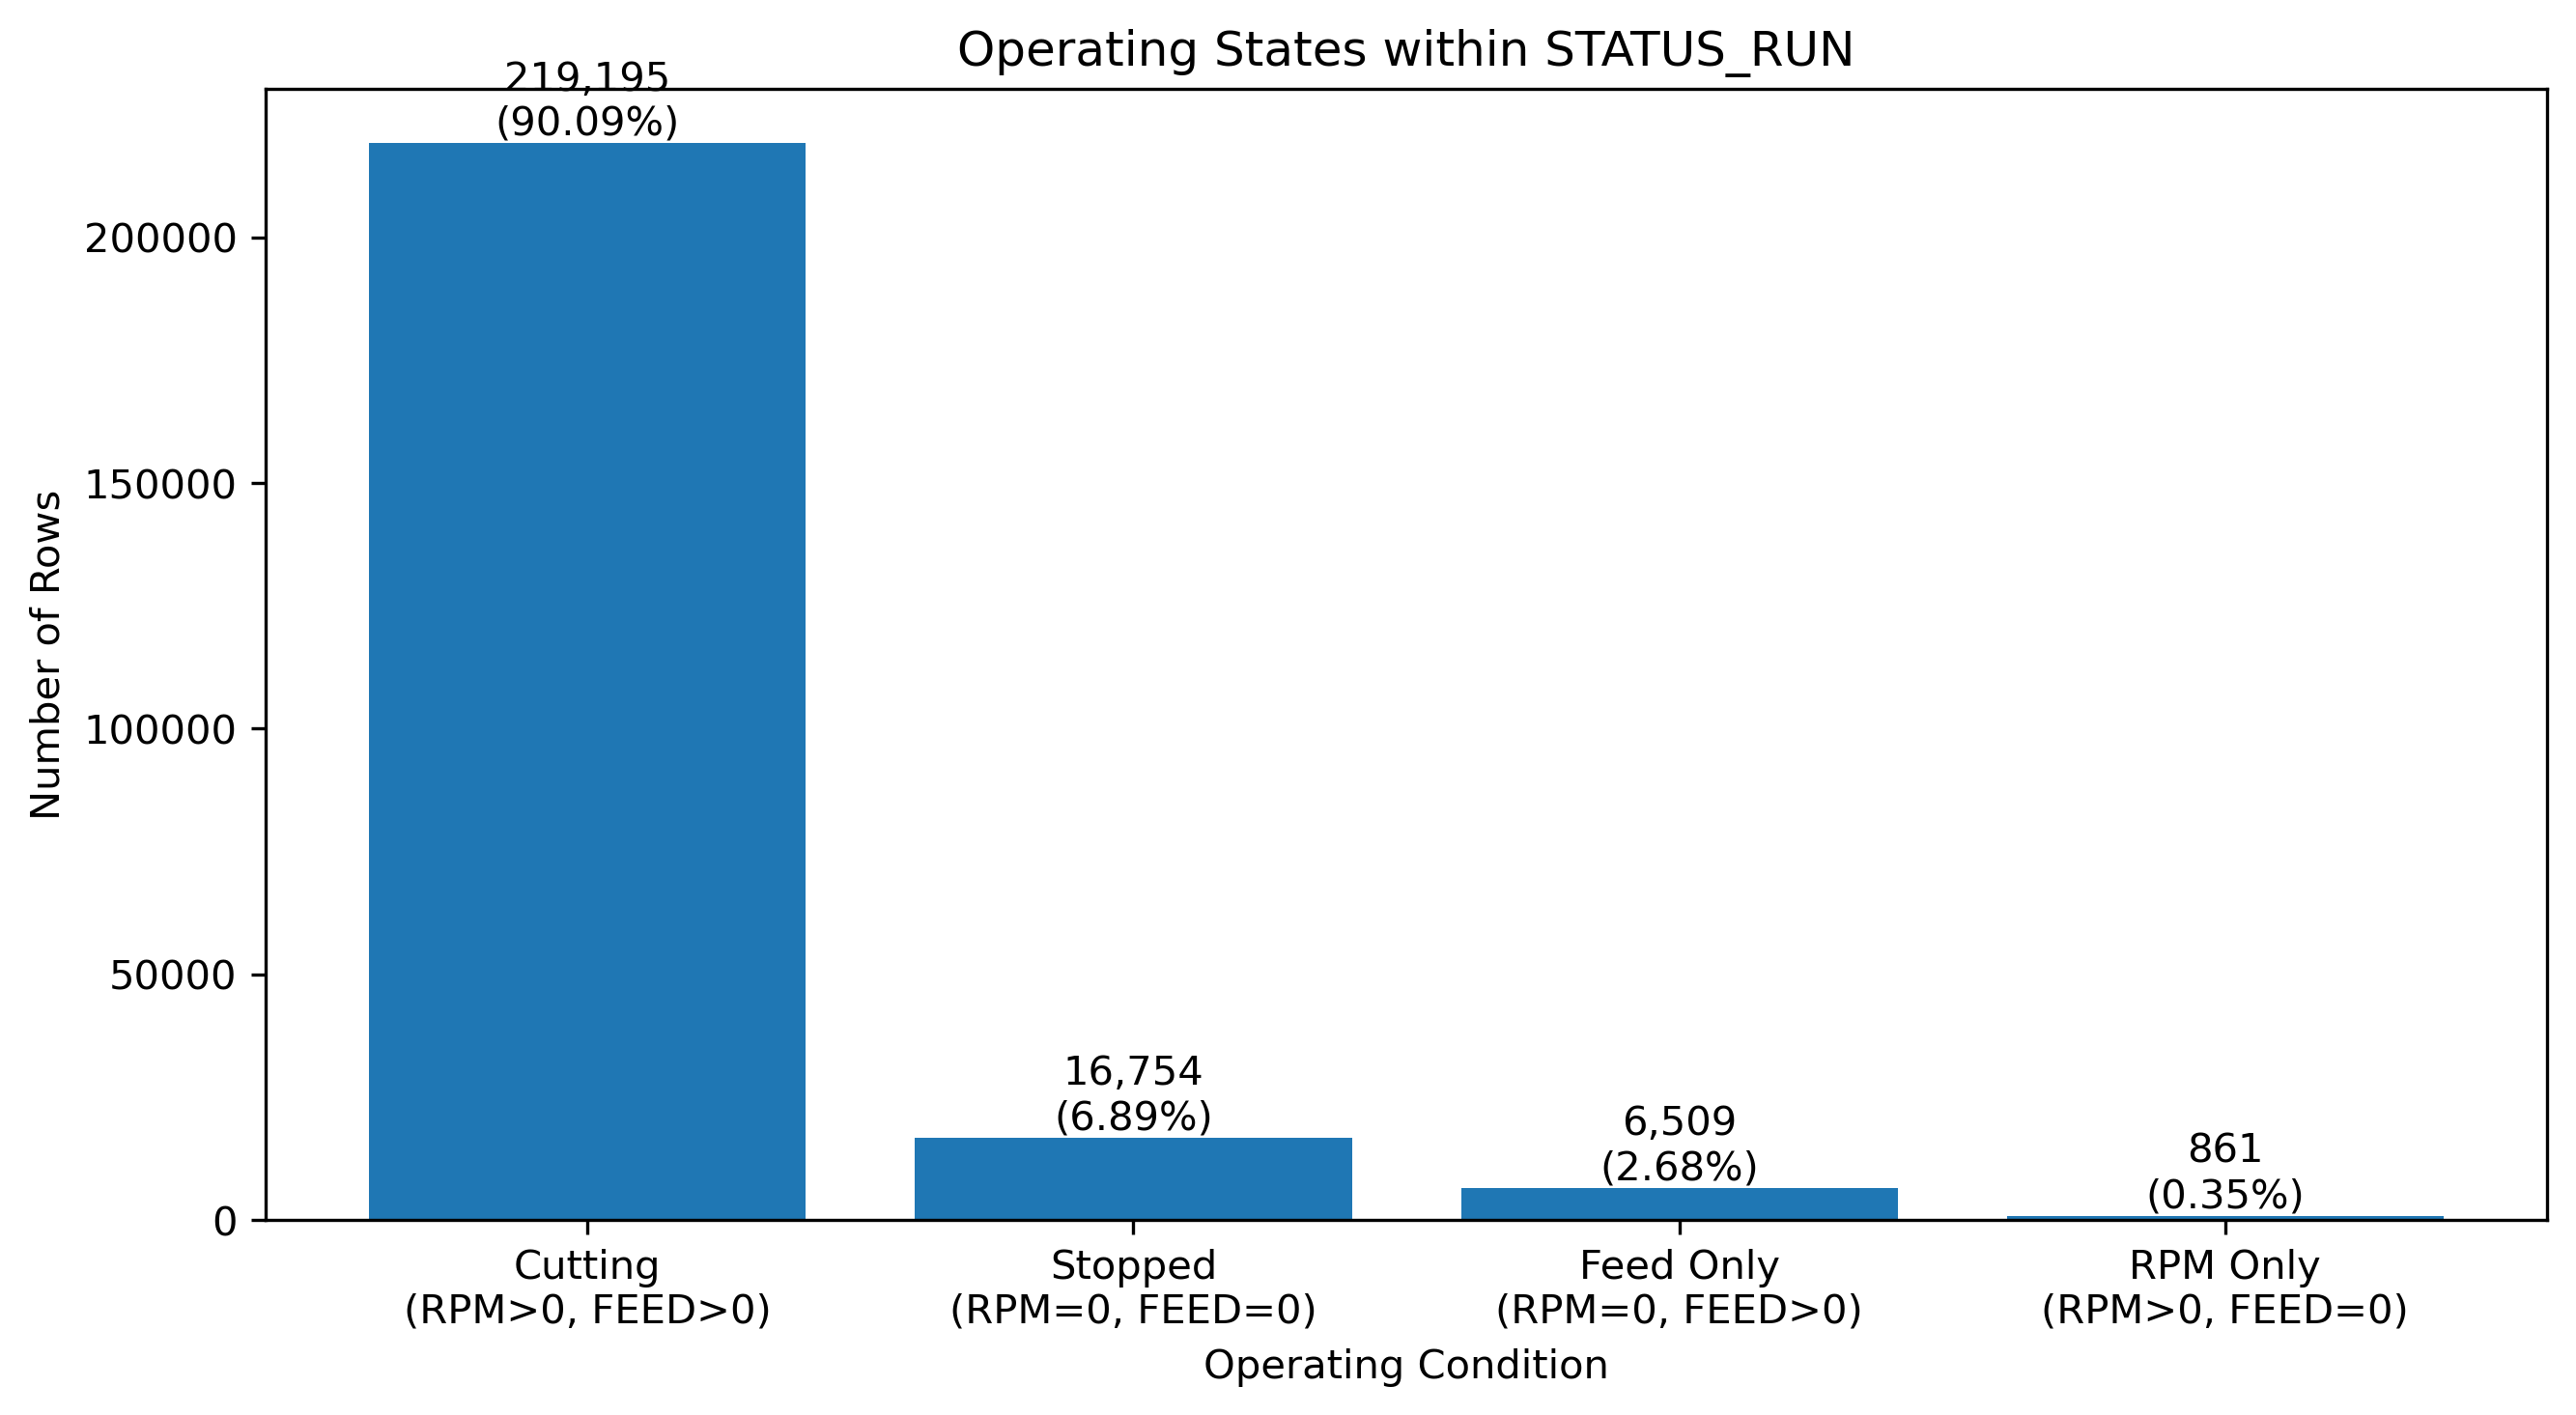 Operating States within STATUS_RUN
219,195
(90.09%)
200000
150000
100000
50000
0
Number of Rows
16,754
(6.89%)
6,509
(2.68%)
861
(0.35%)
Cutting
(RPM>0, FEED>0)
Stopped
(RPM=0, FEED=0)
Feed Only
(RPM=0, FEED>0)
RPM Only
(RPM>0, FEED=0)
Operating Condition